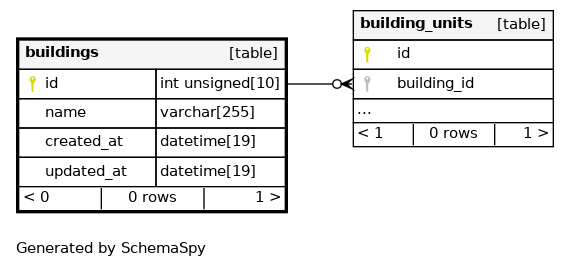 buildings [table]
id int unsigned[10]
name varchar[255]
created_at datetime[19]
updated_at datetime[19]
< 0 0 rows 1 >
building_units [table]
id
building_id
...
< 1 0 rows 1 >
Generated by SchemaSpy